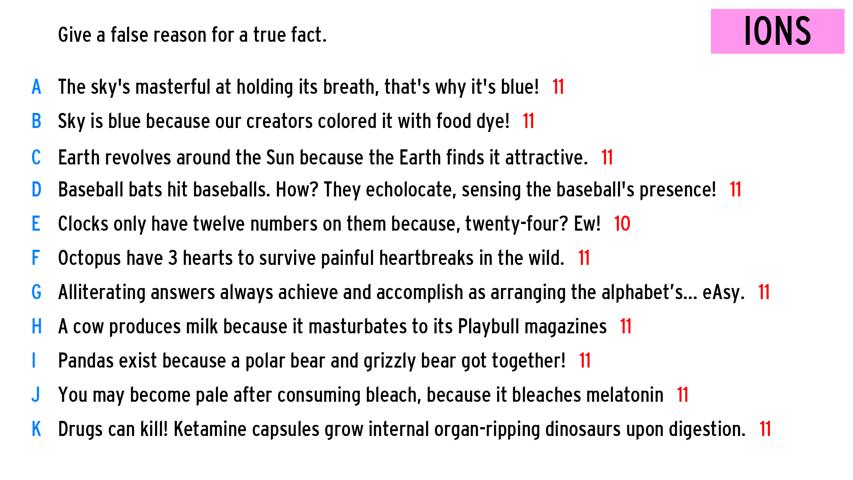 Give a false reason for a true fact.
IONS
A The sky's masterful at holding its breath, that's why it's blue! 11
B Sky is blue because our creators colored it with food dye! 11
C Earth revolves around the Sun because the Earth finds it attractive. 11
D Baseball bats hit baseballs. How? They echolocate, sensing the baseball's presence! 11
E Clocks only have twelve numbers on them because, twenty-four? Ew! 10
F Octopus have 3 hearts to survive painful heartbreaks in the wild. 11
G Alliterating answers always achieve and accomplish as arranging the alphabet’s... eAsy. 11
H A cow produces milk because it masturbates to its Playbull magazines 11
I Pandas exist because a polar bear and grizzly bear got together! 11
J You may become pale after consuming bleach, because it bleaches melatonin 11
K Drugs can kill! Ketamine capsules grow internal organ-ripping dinosaurs upon digestion. 11